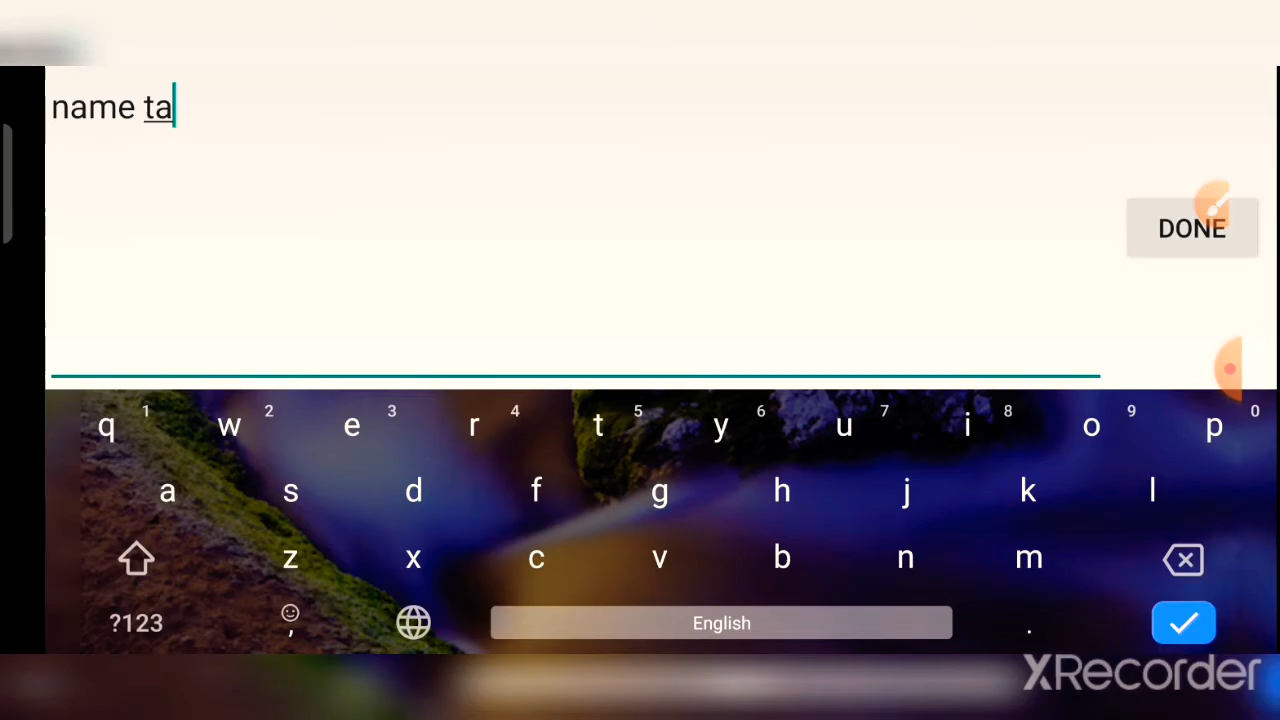 name ta
DONE
q 1 w 2 e 3 r 4 t 5 y 6 u 7 i 8 o 9 p 0
a s d f g h j k l
z x c v b n m
?123 , English .
XRecorder